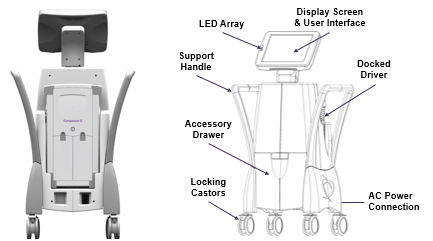 LED Array
Display Screen
& User Interface
Support
Handle
Docked
Driver
Accessory
Drawer
Locking
Castors
AC Power
Connection